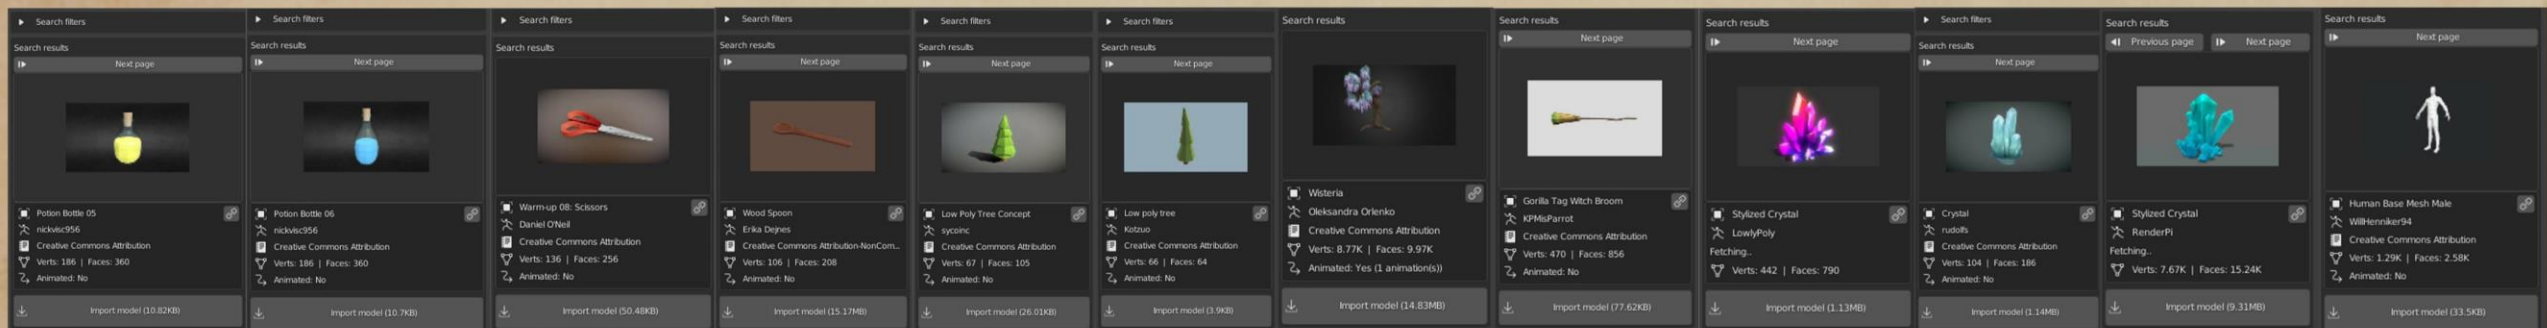 Search filters
Search results
Next page
Potion Bottle 05
nickvisc956
Creative Commons Attribution
Verts: 186 | Faces: 360
Animated: No
Import model (10.82KB)
Search filters
Search results
Next page
Potion Bottle 06
nickvisc956
Creative Commons Attribution
Verts: 186 | Faces: 360
Animated: No
Import model (10.7KB)
Search filters
Search results
Warm-up 08: Scissors
Daniel O'Neil
Creative Commons Attribution
Verts: 136 | Faces: 256
Animated: No
Import model (50.48KB)
Search filters
Search results
Next page
Wood Spoon
Erika Dejnes
Creative Commons Attribution-NonCom...
Verts: 106 | Faces: 208
Animated: No
Import model (15.17MB)
Search filters
Search results
Next page
Low Poly Tree Concept
sycoinc
Creative Commons Attribution
Verts: 67 | Faces: 105
Animated: No
Import model (26.01KB)
Search filters
Search results
Next page
Low poly tree
Kotzuo
Creative Commons Attribution
Verts: 66 | Faces: 64
Animated: No
Import model (3.9KB)
Search results
Wisteria
Oleksandra Orlenko
Creative Commons Attribution
Verts: 8.77K | Faces: 9.97K
Animated: Yes (1 animation(s))
Import model (14.83MB)
Search results
Next page
Gorilla Tag Witch Broom
KPMisParrot
Creative Commons Attribution
Verts: 470 | Faces: 856
Animated: No
Import model (77.62KB)
Search results
Next page
Stylized Crystal
LowlyPoly
Fetching..
Verts: 442 | Faces: 790
Import model (1.13MB)
Search filters
Search results
Next page
Crystal
rudolfs
Creative Commons Attribution
Verts: 104 | Faces: 186
Animated: No
Import model (1.14MB)
Search results
Previous page
Next page
Stylized Crystal
RenderPi
Fetching..
Verts: 7.67K | Faces: 15.24K
Import model (9.31MB)
Search results
Next page
Human Base Mesh Male
WillHenniker94
Creative Commons Attribution
Verts: 1.29K | Faces: 2.58K
Animated: No
Import model (33.5KB)